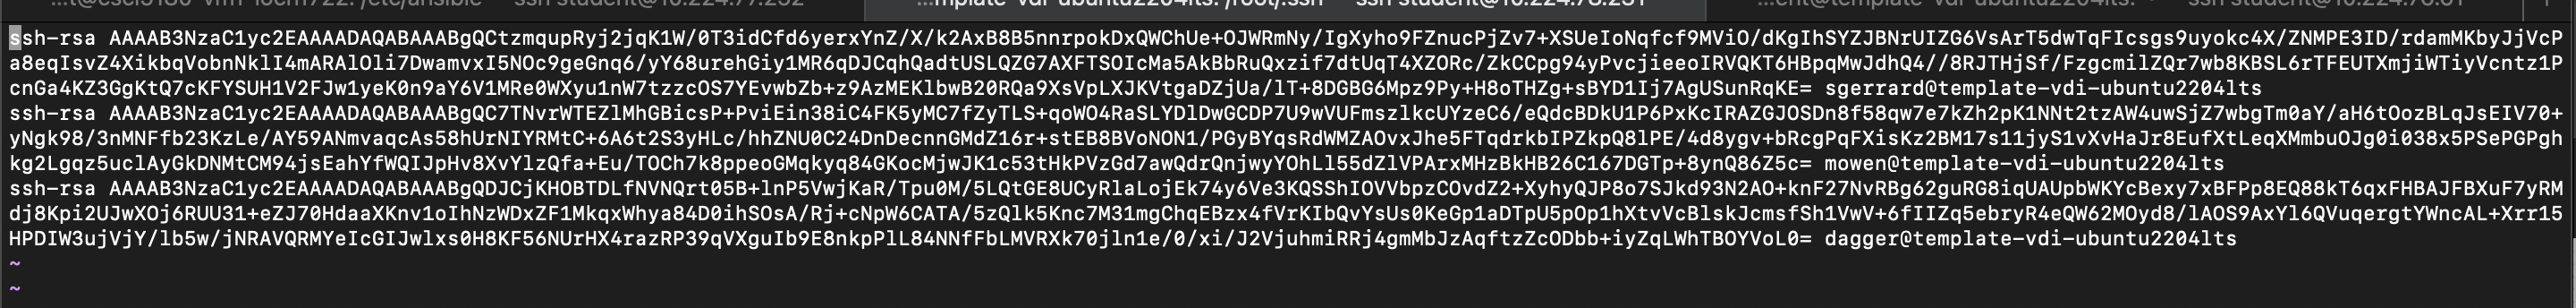 ssh-rsa AAAAB3NzaC1yc2EAAAADAQABAAABgQCtzmqupRyj2jqK1W/0T3idCfd6yerxYnZ/X/k2AxB8B5nnrpokDxQWChUe+OJWRmNy/IgXyho9FZnucPjZv7+XSUeIoNqfcf9MViO/dKgIhSYZJBNrUIZG6VsArT5dwTqFIcsgs9uyokc4X/ZNMPE3ID/rdamMKbyJjVcP
a8eqIsvZ4XikbqVobnNklI4mARAlOli7DwamvxI5NOc9geGnq6/yY68urehGiy1MR6qDJCqhQadtUSLQZG7AXFTSOIcMa5AkBbRuQxzif7dtUqT4XZORc/ZkCCpg94yPvcjieeoIRVQKT6HBpqMwJdhQ4//8RJTHjSf/FzgcmilZQr7wb8KBSL6rTFEUTXmjiWTiyVcntz1P
cnGa4KZ3GgKtQ7cKFYSUH1V2FJw1yeK0n9aY6V1MRe0WXyu1nW7tzzcOS7YEvwbZb+z9AzMEKlbwB20RQa9XsVpLXJKVtgaDZjUa/lT+8DGBG6Mpz9Py+H8oTHZg+sBYD1Ij7AgUSunRqKE= sgerrard@template-vdi-ubuntu2204lts
ssh-rsa AAAAB3NzaC1yc2EAAAADAQABAAABgQC7TNvrWTEZlMhGBicsP+PviEin38iC4FK5yMC7fZyTLS+qoWO4RaSLYDlDwGCDP7U9wVUFmszlkcUYzeC6/eQdcBDkU1P6PxKcIRAZGJOSDn8f58qw7e7kZh2pK1NNt2tzAW4uwSjZ7wbgTm0aY/aH6tOozBLqJsEIV70+
yNgk98/3nMNFfb23KzLe/AY59ANmvaqcAs58hUrNIYRMtC+6A6t2S3yHLc/hhZNU0C24DnDecnnGMdZ16r+stEB8BVoNON1/PGyBYqsRdWMZAOvxJhe5FTqdrkbIPZkpQ8lPE/4d8ygv+bRcgPqFXisKz2BM17s11jyS1vXvHaJr8EufXtLeqXMmbuOJg0i038x5PSePGPgh
kg2Lgqz5uclAyGkDNMtCM94jsEahYfWQIJpHv8XvYlzQfa+Eu/TOCh7k8ppeoGMqkyq84GKocMjwJK1c53tHkPVzGd7awQdrQnjwyYOhLl55dZlVPArxMHzBkHB26C167DGTp+8ynQ86Z5c= mowen@template-vdi-ubuntu2204lts
ssh-rsa AAAAB3NzaC1yc2EAAAADAQABAAABgQDJCjKHOBTDLfNVNQrt05B+lnP5VwjKaR/Tpu0M/5LQtGE8UCyRlaLojEk74y6Ve3KQSShIOVVbpzCOvdZ2+XyhyQJP8o7SJkd93N2AO+knF27NvRBg62guRG8iqUAUpbWKYcBexy7xBFPp8EQ88kT6qxFHBAJFBXuF7yRM
dj8Kpi2UJwXOj6RUU31+eZJ70HdaaXKnv1oIhNzWDxZF1MkqxWhya84D0ihSOsA/Rj+cNpW6CATA/5zQlk5Knc7M31mgChqEBzx4fVrKIbQvYsUs0KeGp1aDTpU5pOp1hXtvVcBlskJcmsfSh1VwV+6fIIZq5ebryR4eQW62MOyd8/lAOS9AxYl6QVuqergtYWncAL+Xrr15
HPDIW3ujVjY/lb5w/jNRAVQRMYeIcGIJwlxs0H8KF56NUrHX4razRP39qVXguIb9E8nkpPlL84NNfFbLMVRXk70jln1e/0/xi/J2VjuhmiRRj4gmMbJzAqftzZcODbb+iyZqLWhTBOYVoL0= dagger@template-vdi-ubuntu2204lts
~
~